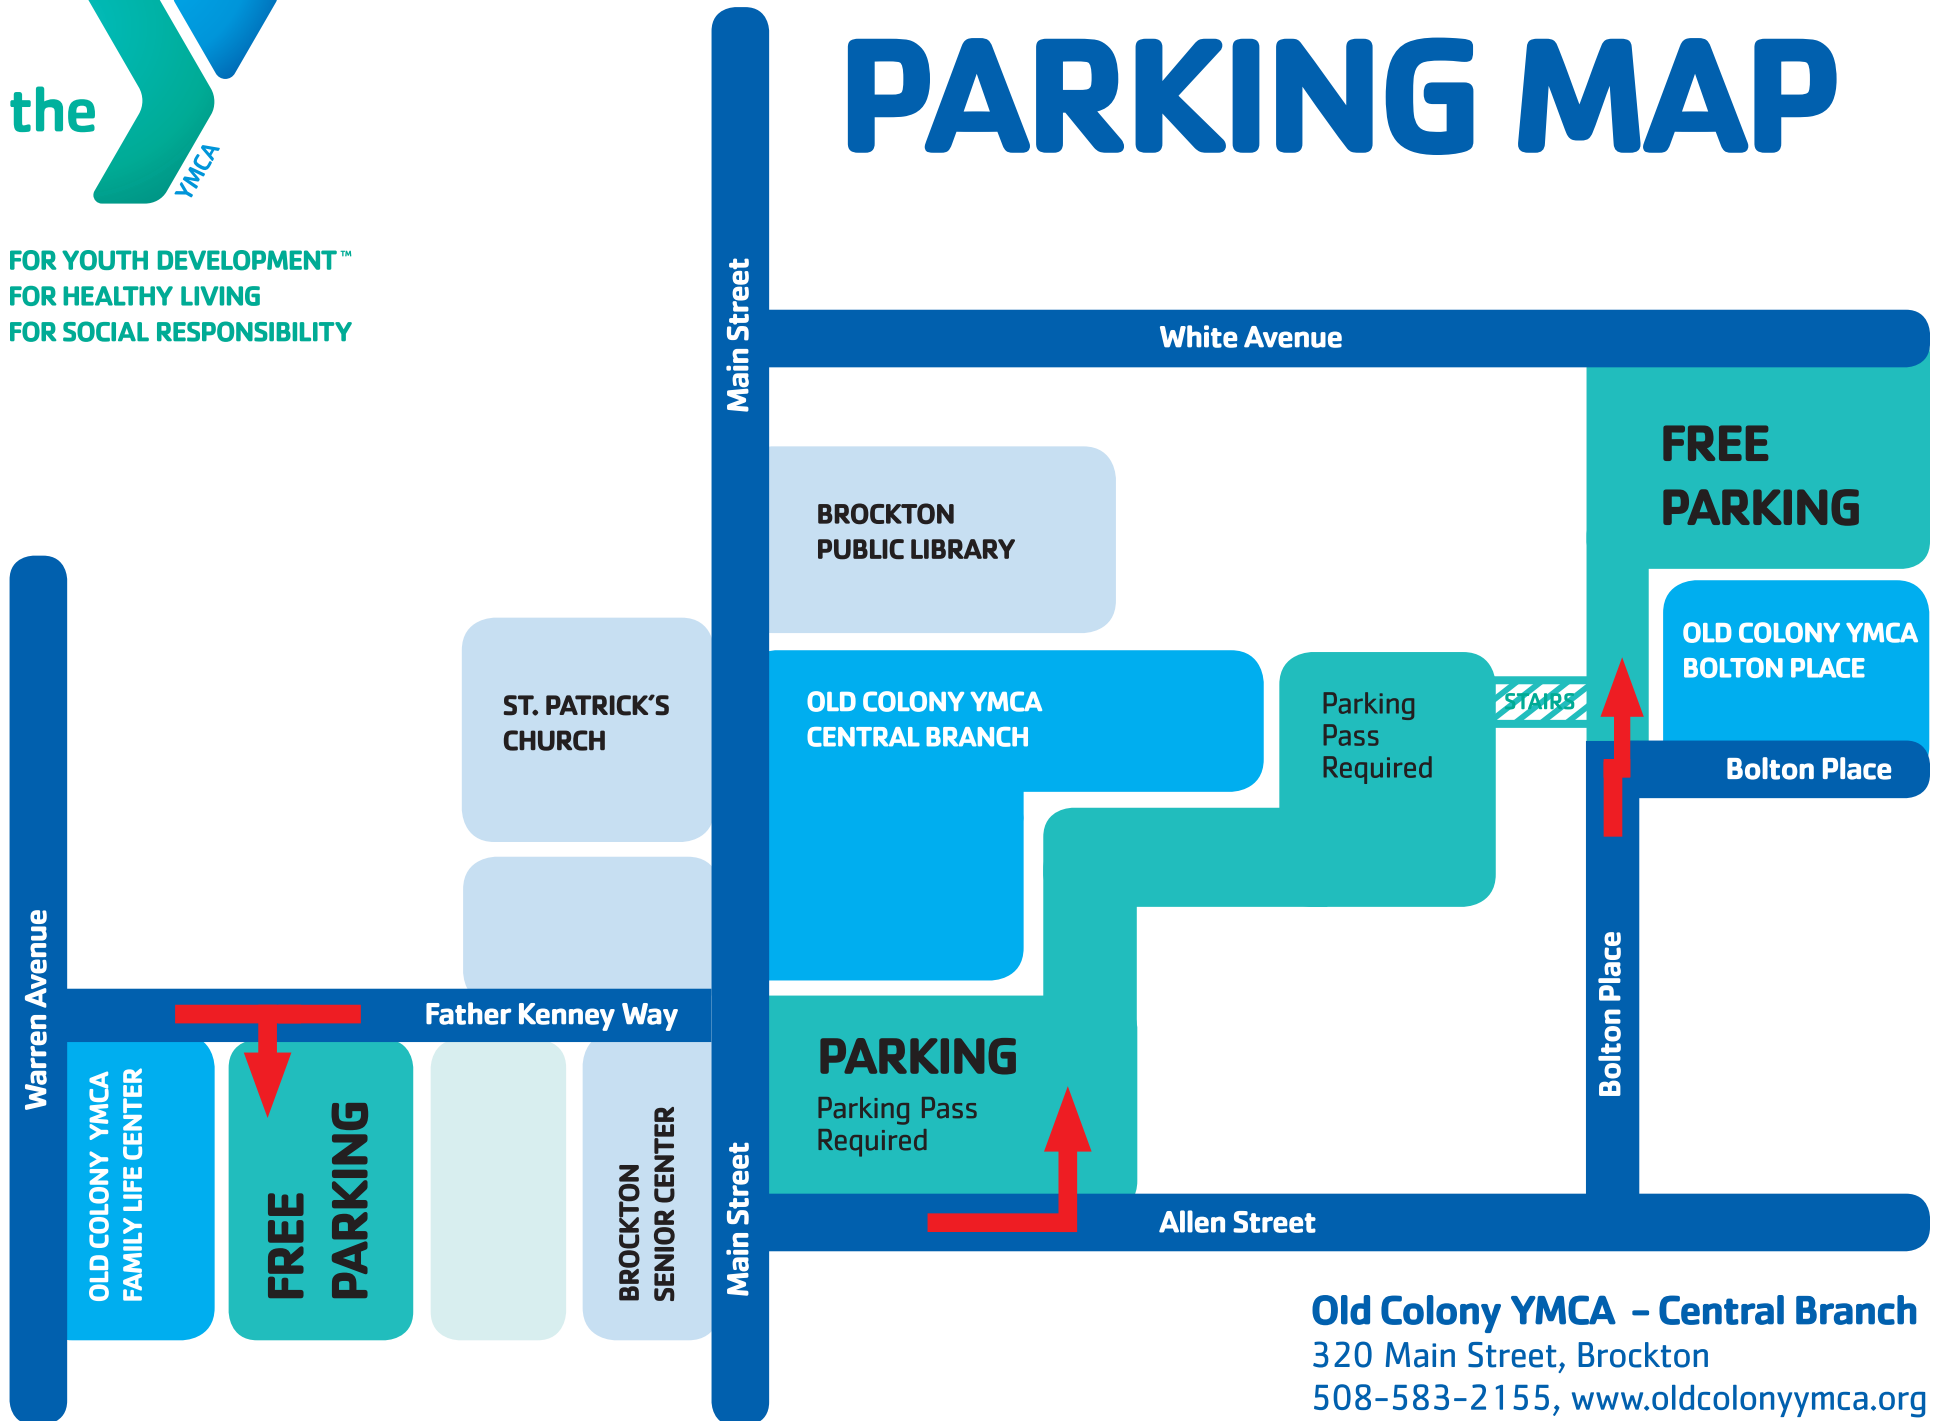 the
YMCA
FOR YOUTH DEVELOPMENT™
FOR HEALTHY LIVING
FOR SOCIAL RESPONSIBILITY
PARKING MAP
Main Street
White Avenue
FREE
PARKING
BROCKTON
PUBLIC LIBRARY
OLD COLONY YMCA
BOLTON PLACE
ST. PATRICK´S
CHURCH
OLD COLONY YMCA
CENTRAL BRANCH
Parking
Pass
Required
STAIRS
Bolton Place
Warren Avenue
Father Kenney Way
Bolton Place
OLD COLONY YMCA
FAMILY LIFE CENTER
FREE
PARKING
BROCKTON
SENIOR CENTER
Main Street
PARKING
Parking Pass
Required
Allen Street
Old Colony YMCA – Central Branch
320 Main Street, Brockton
508-583-2155, www.oldcolonyymca.org